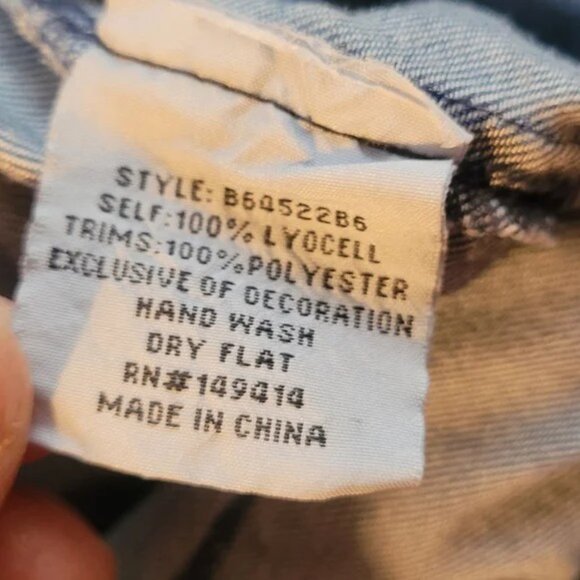 STYLE: B64522B6
SELF:100% LYOCELL
TRIMS:100%POLYESTER
EXCLUSIVE OF DECORATION
HAND WASH
DRY FLAT
RN#149414
MADE IN CHINA